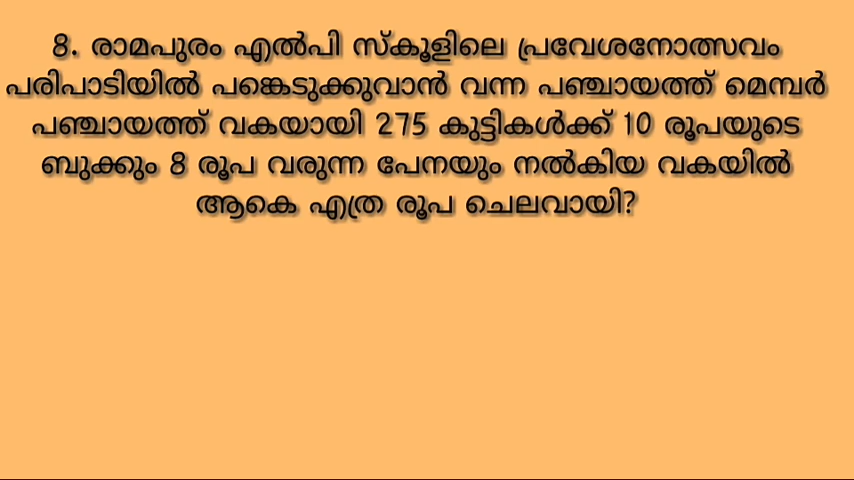 8. രാമപുരം എൽപി സ്കൂളിലെ പ്രവേശനോത്സവം
പരിപാടിയിൽ പങ്കെടുക്കുവാൻ വന്ന പഞ്ചായത്ത് മെമ്പർ
പഞ്ചായത്ത് വകയായി 275 കുട്ടികൾക്ക് 10 രൂപയുടെ
ബുക്കും 8 രൂപ വരുന്ന പേനയും നൽകിയ വകയിൽ
ആകെ എത്ര രൂപ ചെലവായി?